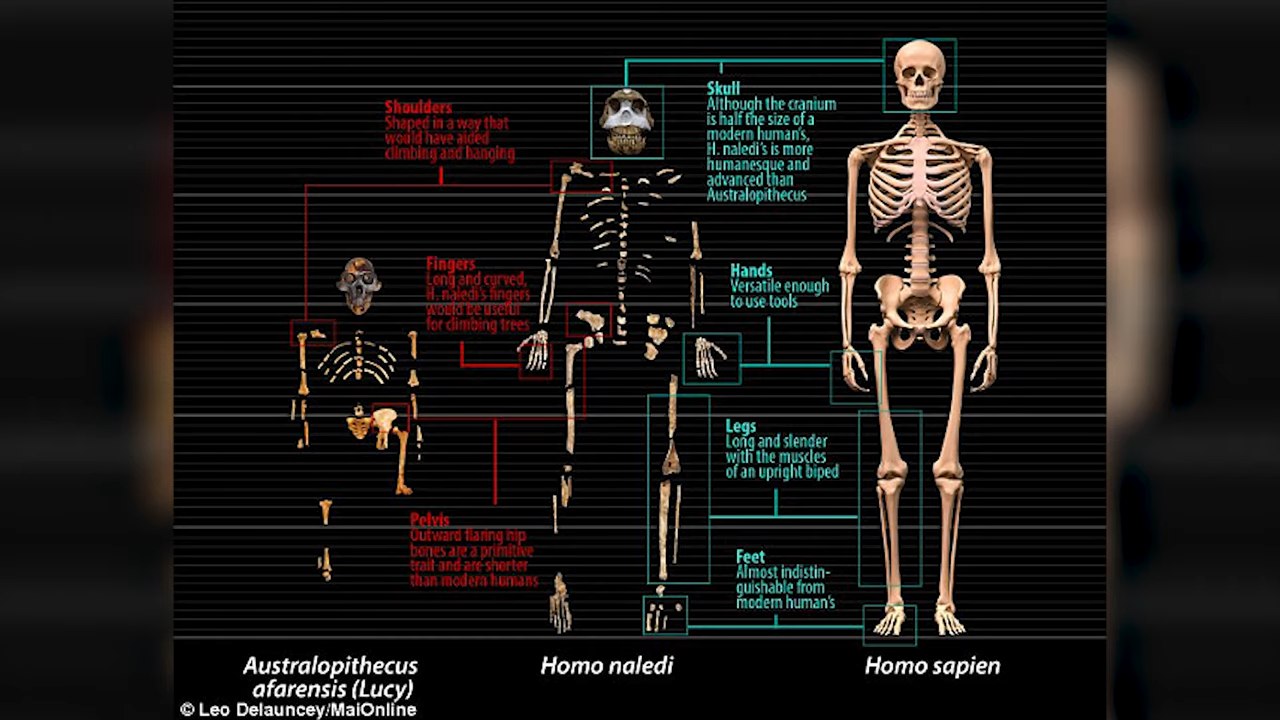 Shoulders
Shaped in a way that
would have aided
climbing and hanging
Skull
Although the cranium
is half the size of a
modern human's,
H. naledi's is more
humanesque and
advanced than
Australopithecus
Fingers
Long and curved,
H. naledi's fingers
would be useful
for climbing trees
Hands
Versatile enough
to use tools
Legs
Long and slender
with the muscles
of an upright biped
Pelvis
Outward flaring hip
bones are a primitive
trait and are shorter
than modern humans
Feet
Almost indistin-
guishable from
modern human's
Australopithecus
afarensis (Lucy)
Homo naledi
Homo sapien
© Leo Delauncey/MailOnline